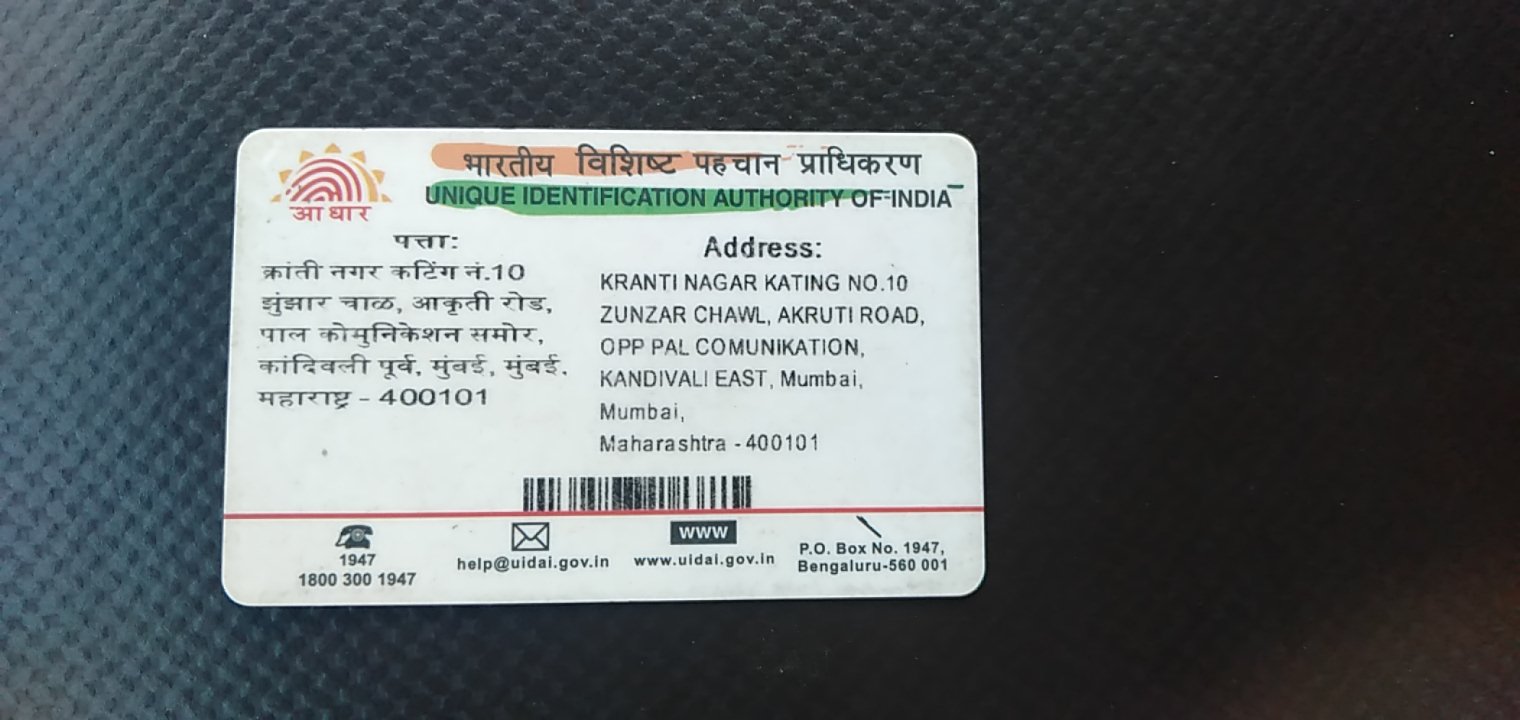 भारतीय विशिष्ट पहचान प्राधिकरण
UNIQUE IDENTIFICATION AUTHORITY OF INDIA
आधार
पत्ता:
क्रांती नगर कटिंग नं.10
झुंझार चाळ, आकृती रोड,
पाल कोमुनिकेशन समोर,
कांदिवली पूर्व, मुंबई, मुंबई,
महाराष्ट्र - 400101
Address:
KRANTI NAGAR KATING NO.10
ZUNZAR CHAWL, AKRUTI ROAD,
OPP PAL COMUNIKATION,
KANDIVALI EAST, Mumbai,
Mumbai,
Maharashtra - 400101
1947
1800 300 1947
help@uidai.gov.in
WWW
www.uidai.gov.in
P.O. Box No. 1947,
Bengaluru-560 001